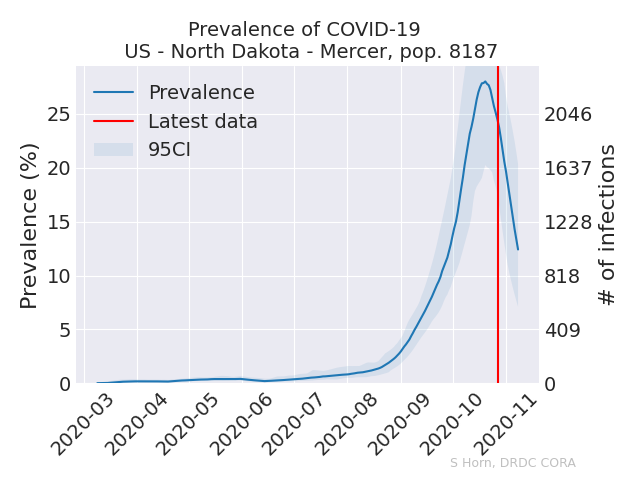 Prevalence of COVID-19
US - North Dakota - Mercer, pop. 8187
Prevalence
Latest data
95CI
Prevalence (%)
25
20
15
10
5
0
2046
1637
1228
818
409
0
# of infections
2020-03
2020-04
2020-05
2020-06
2020-07
2020-08
2020-09
2020-10
2020-11
S Horn, DRDC CORA